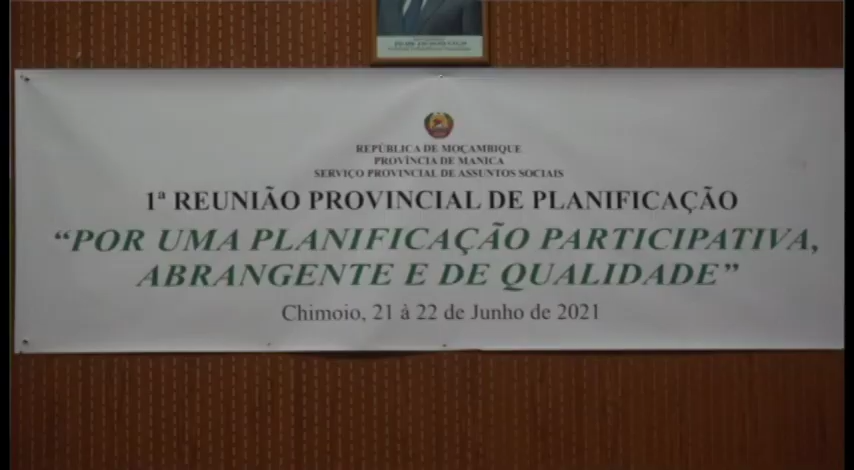 REPÚBLICA DE MOÇAMBIQUE
PROVÍNCIA DE MANICA
SERVIÇO PROVINCIAL DE ASSUNTOS SOCIAIS
1ª REUNIÃO PROVINCIAL DE PLANIFICAÇÃO
“POR UMA PLANIFICAÇÃO PARTICIPATIVA,
ABRANGENTE E DE QUALIDADE”
Chimoio, 21 à 22 de Junho de 2021